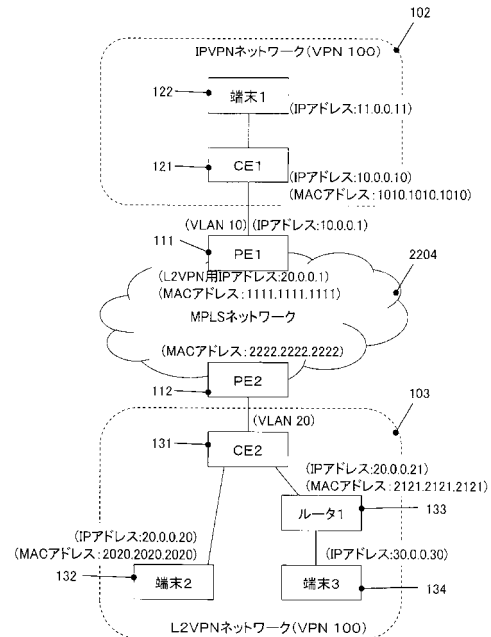 102
IPVPNネットワーク(VPN 100)
122
端末1
(IPアドレス:11.0.0.11)
121
CE1
(IPアドレス:10.0.0.10)
(MACアドレス:1010.1010.1010)
(VLAN 10)
(IPアドレス:10.0.0.1)
111
PE1
2204
(L2VPN用IPアドレス:20.0.0.1)
(MACアドレス:1111.1111.1111)
MPLSネットワーク
(MACアドレス:2222.2222.2222)
PE2
112
103
(VLAN 20)
131
CE2
(IPアドレス:20.0.0.21)
(MACアドレス:2121.2121.2121)
ルータ1
133
(IPアドレス:20.0.0.20)
(MACアドレス:2020.2020.2020)
(IPアドレス:30.0.0.30)
132
端末2
端末3
134
L2VPNネットワーク(VPN 100)